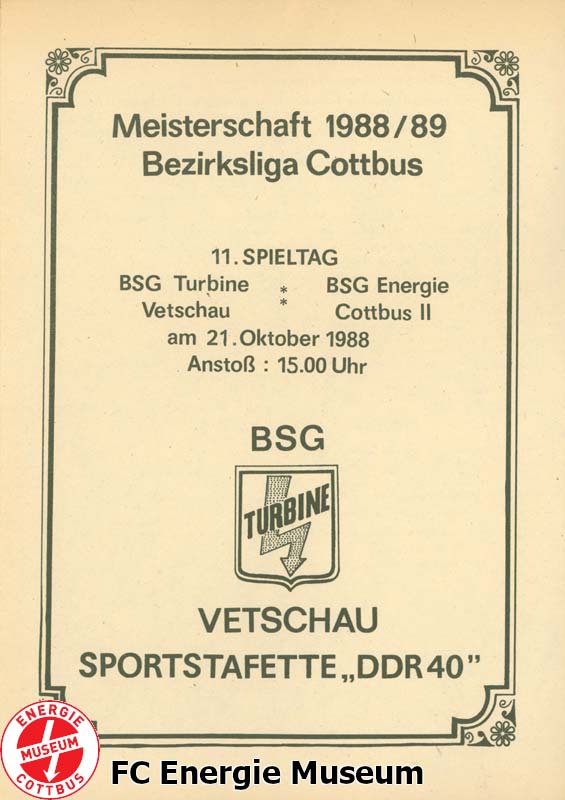 Meisterschaft 1988/89
Bezirksliga Cottbus
11. SPIELTAG
BSG Turbine * BSG Energie
Vetschau * Cottbus II
am 21. Oktober 1988
Anstoß : 15.00 Uhr
BSG
TURBINE
VETSCHAU
SPORTSTAFETTE „DDR 40”
ENERGIE
MUSEUM
COTTBUS
FC Energie Museum